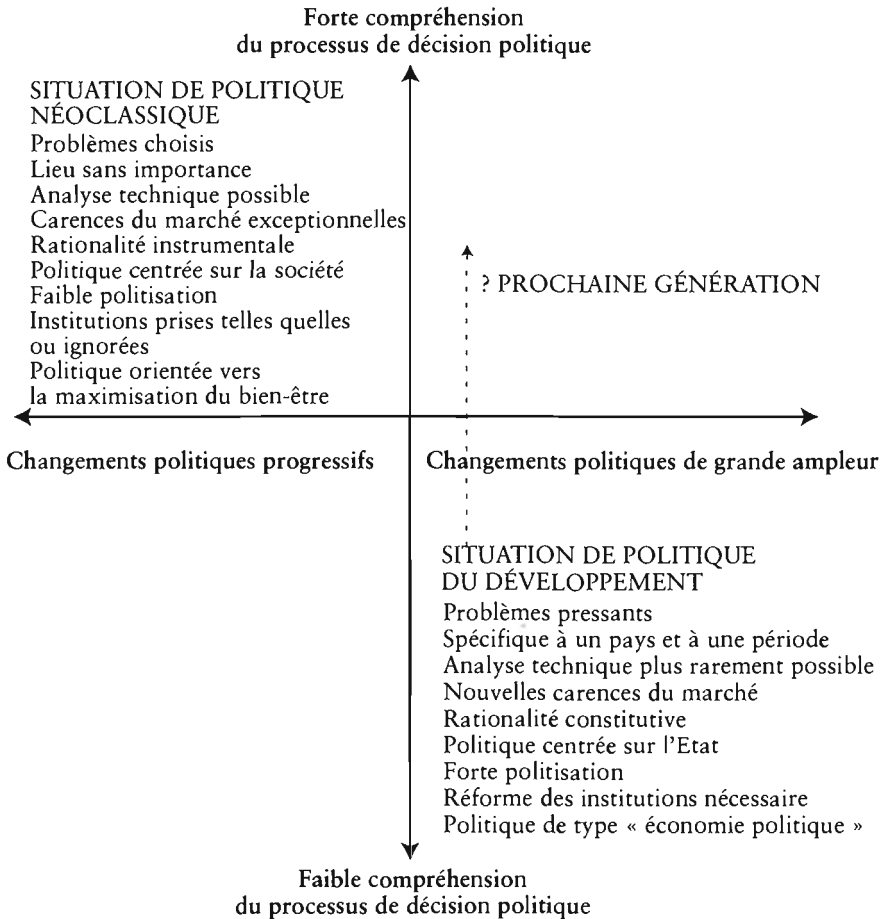 Forte compréhension
du processus de décision politique
SITUATION DE POLITIQUE
NÉOCLASSIQUE
Problèmes choisis
Lieu sans importance
Analyse technique possible
Carences du marché exceptionnelles
Rationalité instrumentale
Politique centrée sur la société
Faible politisation
Institutions prises telles quelles
ou ignorées
Politique orientée vers
la maximisation du bien-être
? PROCHAINE GÉNÉRATION
Changements politiques progressifs
Changements politiques de grande ampleur
SITUATION DE POLITIQUE
DU DÉVELOPPEMENT
Problèmes pressants
Spécifique à un pays et à une période
Analyse technique plus rarement possible
Nouvelles carences du marché
Rationalité constitutive
Politique centrée sur l'Etat
Forte politisation
Réforme des institutions nécessaire
Politique de type « économie politique »
Faible compréhension
du processus de décision politique